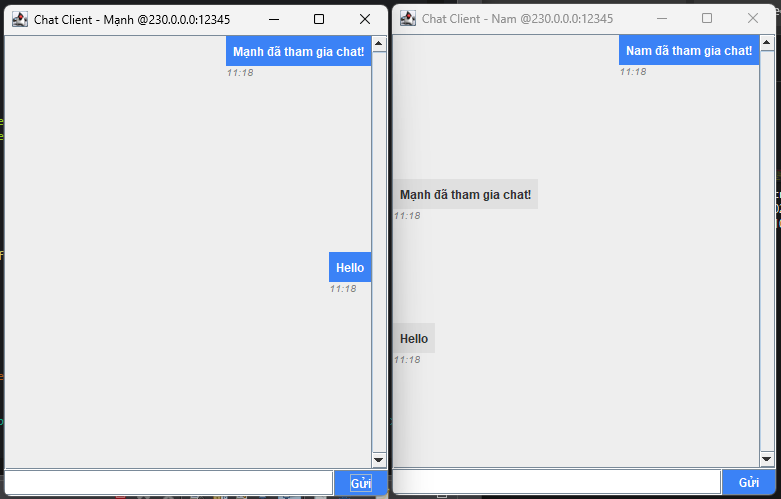 Chat Client - Mạnh @230.0.0.0:12345
Mạnh đã tham gia chat!
11:18
Hello
11:18
Gửi
Chat Client - Nam @230.0.0.0:12345
Nam đã tham gia chat!
11:18
Mạnh đã tham gia chat!
11:18
Hello
11:18
Gửi